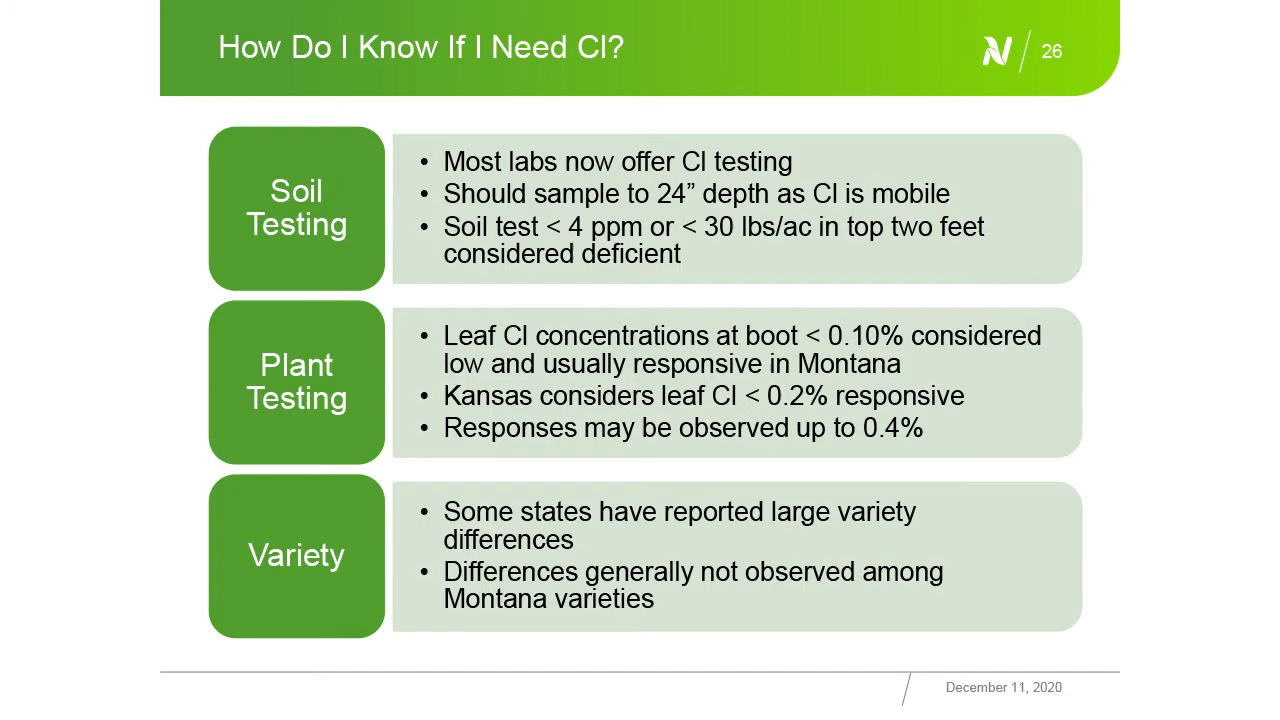 How Do I Know If I Need Cl?
26
Soil
Testing
• Most labs now offer Cl testing
• Should sample to 24” depth as Cl is mobile
• Soil test < 4 ppm or < 30 lbs/ac in top two feet
considered deficient
Plant
Testing
• Leaf Cl concentrations at boot < 0.10% considered
low and usually responsive in Montana
• Kansas considers leaf Cl < 0.2% responsive
• Responses may be observed up to 0.4%
Variety
• Some states have reported large variety
differences
• Differences generally not observed among
Montana varieties
December 11, 2020